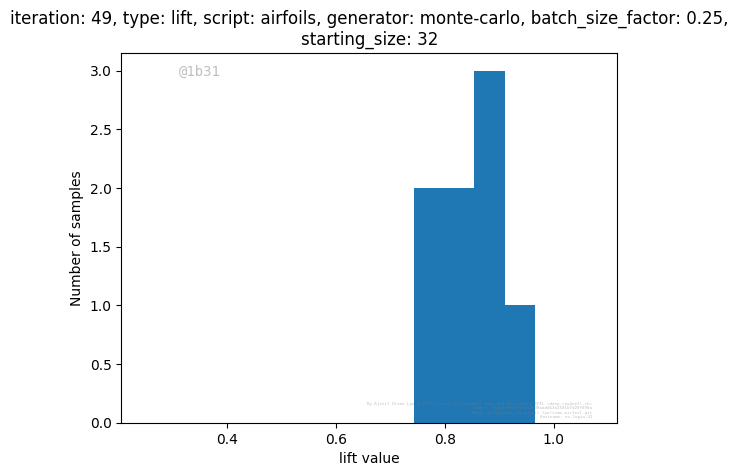 iteration: 49, type: lift, script: airfoils, generator: monte-carlo, batch_size_factor: 0.25,
starting_size: 32
@1b31
3.0
2.5
2.0
1.5
1.0
0.5
0.0
Number of samples
0.4 0.6 0.8 1.0
lift value